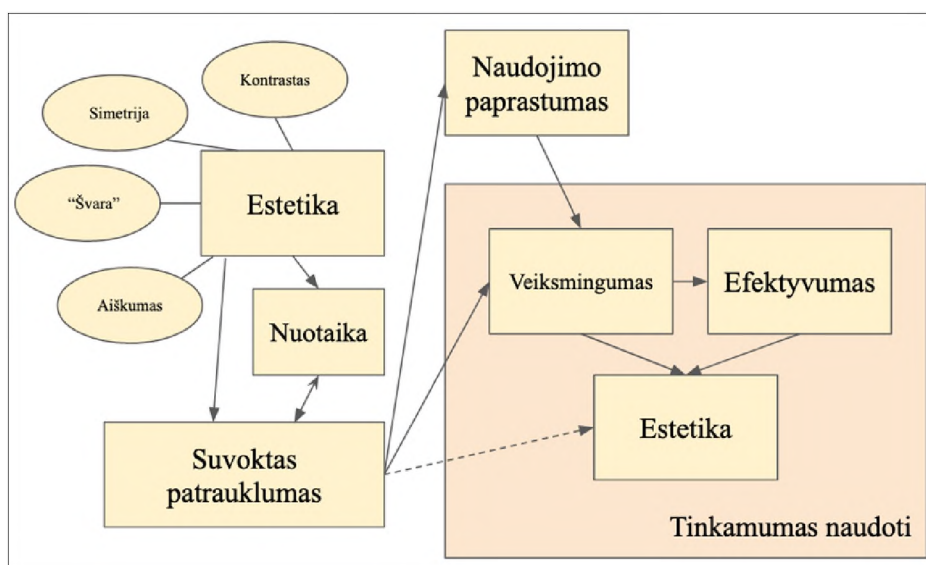 Kontrastas
Simetrija
“Švara”
Aiškumas
Estetika
Nuotaika
Suvoktas
patrauklumas
Naudojimo
paprastumas
Veiksmingumas
Efektyvumas
Estetika
Tinkamumas naudoti